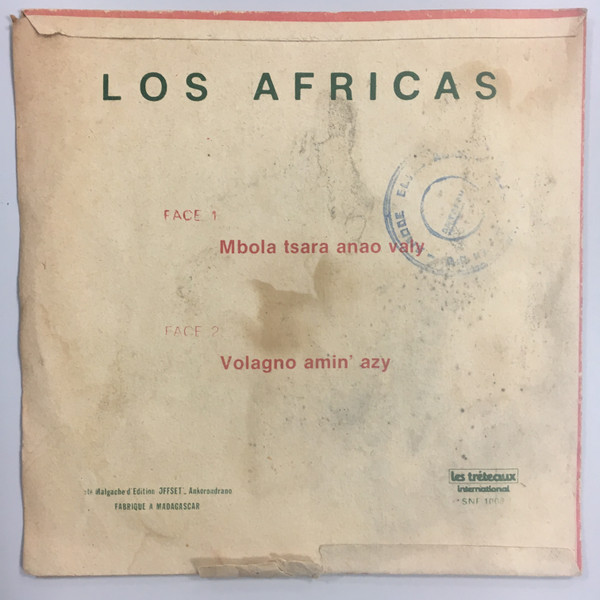 LOS AFRICAS
FACE 1
Mbola tsara anao valy
FACE 2
Volagno amin' azy
Malgache d'Edition OFFSET, Ankorondrano
FABRIQUE A MADAGASCAR
les tréteaux
international